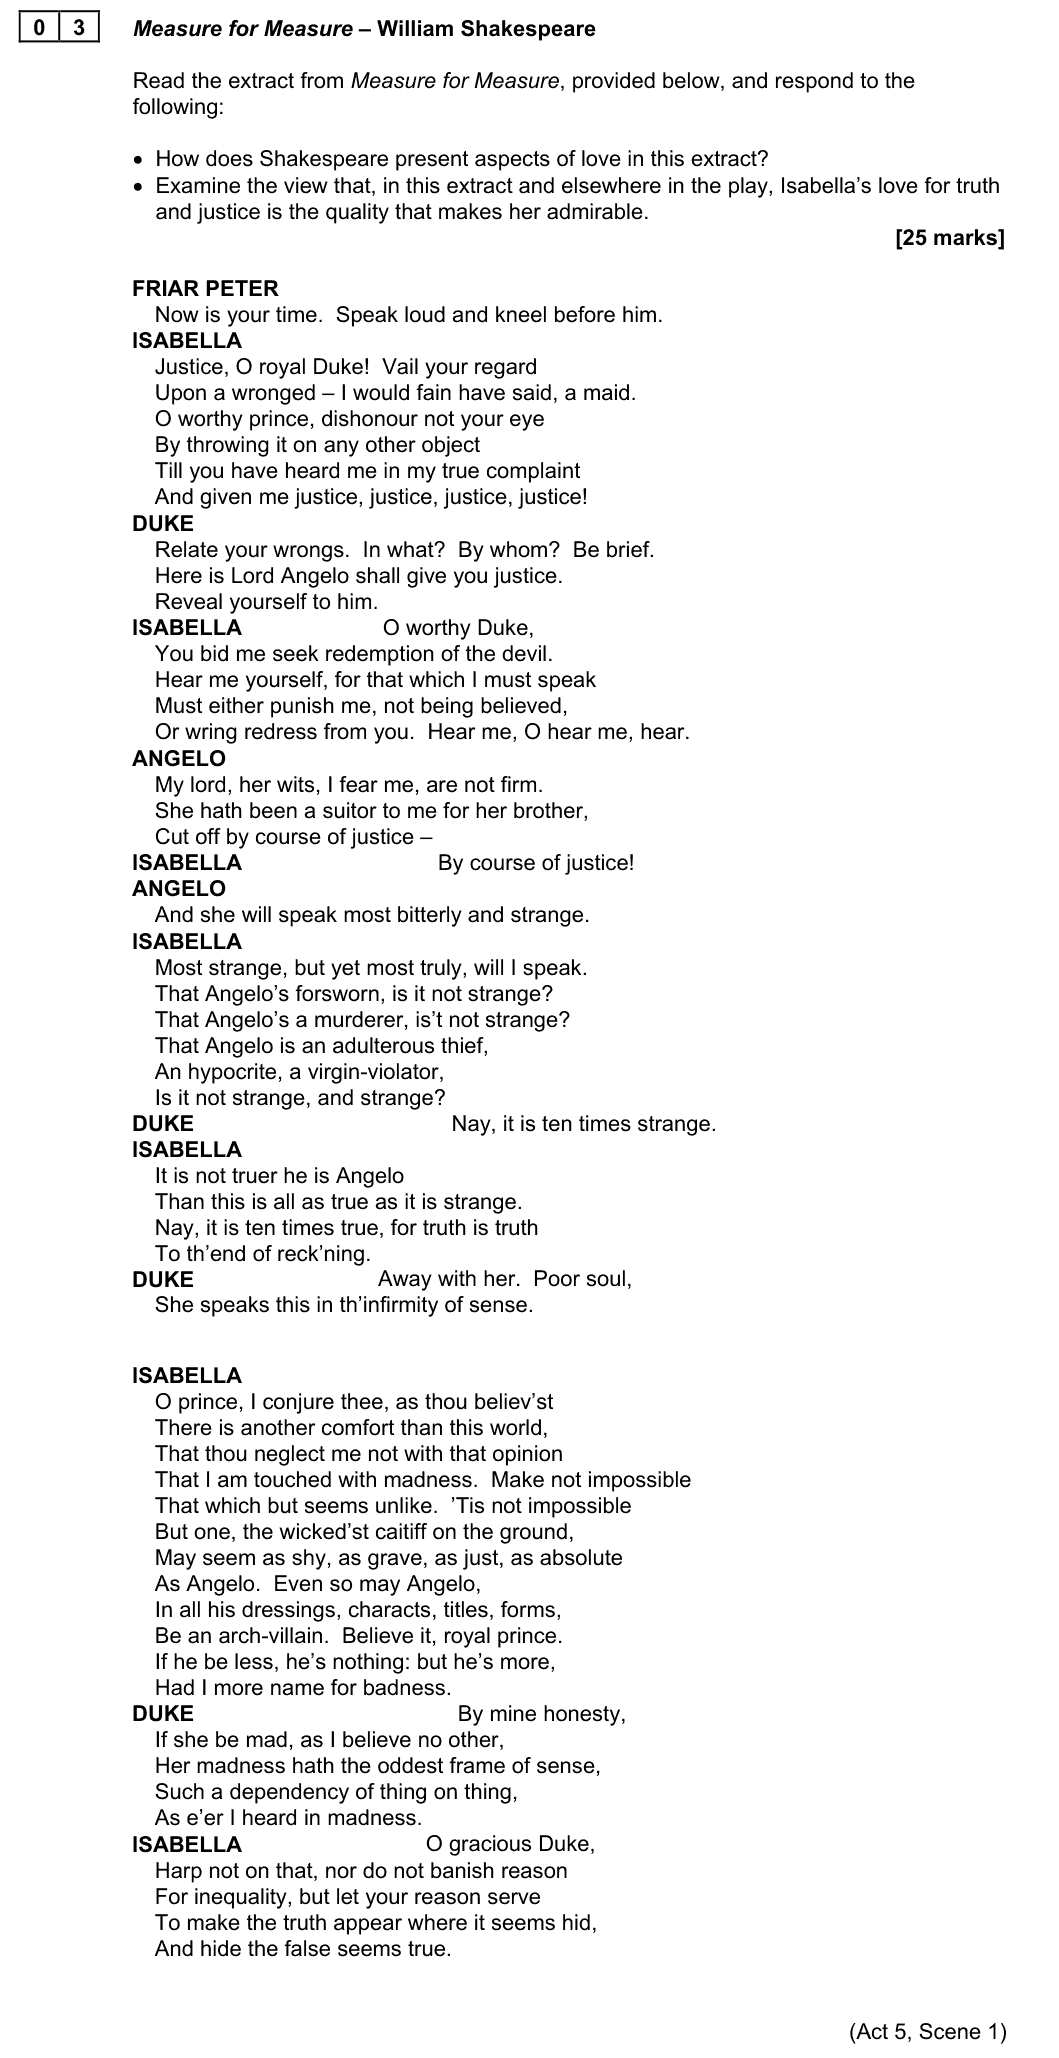 0 3 Measure for Measure – William Shakespeare
Read the extract from Measure for Measure, provided below, and respond to the
following:
• How does Shakespeare present aspects of love in this extract?
• Examine the view that, in this extract and elsewhere in the play, Isabella’s love for truth
and justice is the quality that makes her admirable.
[25 marks]
FRIAR PETER
Now is your time. Speak loud and kneel before him.
ISABELLA
Justice, O royal Duke! Vail your regard
Upon a wronged – I would fain have said, a maid.
O worthy prince, dishonour not your eye
By throwing it on any other object
Till you have heard me in my true complaint
And given me justice, justice, justice, justice!
DUKE
Relate your wrongs. In what? By whom? Be brief.
Here is Lord Angelo shall give you justice.
Reveal yourself to him.
ISABELLA O worthy Duke,
You bid me seek redemption of the devil.
Hear me yourself, for that which I must speak
Must either punish me, not being believed,
Or wring redress from you. Hear me, O hear me, hear.
ANGELO
My lord, her wits, I fear me, are not firm.
She hath been a suitor to me for her brother,
Cut off by course of justice –
ISABELLA By course of justice!
ANGELO
And she will speak most bitterly and strange.
ISABELLA
Most strange, but yet most truly, will I speak.
That Angelo’s forsworn, is it not strange?
That Angelo’s a murderer, is’t not strange?
That Angelo is an adulterous thief,
An hypocrite, a virgin-violator,
Is it not strange, and strange?
DUKE Nay, it is ten times strange.
ISABELLA
It is not truer he is Angelo
Than this is all as true as it is strange.
Nay, it is ten times true, for truth is truth
To th’end of reck’ning.
DUKE Away with her. Poor soul,
She speaks this in th’infirmity of sense.
ISABELLA
O prince, I conjure thee, as thou believ’st
There is another comfort than this world,
That thou neglect me not with that opinion
That I am touched with madness. Make not impossible
That which but seems unlike. ’Tis not impossible
But one, the wicked’st caitiff on the ground,
May seem as shy, as grave, as just, as absolute
As Angelo. Even so may Angelo,
In all his dressings, characts, titles, forms,
Be an arch-villain. Believe it, royal prince.
If he be less, he’s nothing: but he’s more,
Had I more name for badness.
DUKE By mine honesty,
If she be mad, as I believe no other,
Her madness hath the oddest frame of sense,
Such a dependency of thing on thing,
As e’er I heard in madness.
ISABELLA O gracious Duke,
Harp not on that, nor do not banish reason
For inequality, but let your reason serve
To make the truth appear where it seems hid,
And hide the false seems true.
(Act 5, Scene 1)